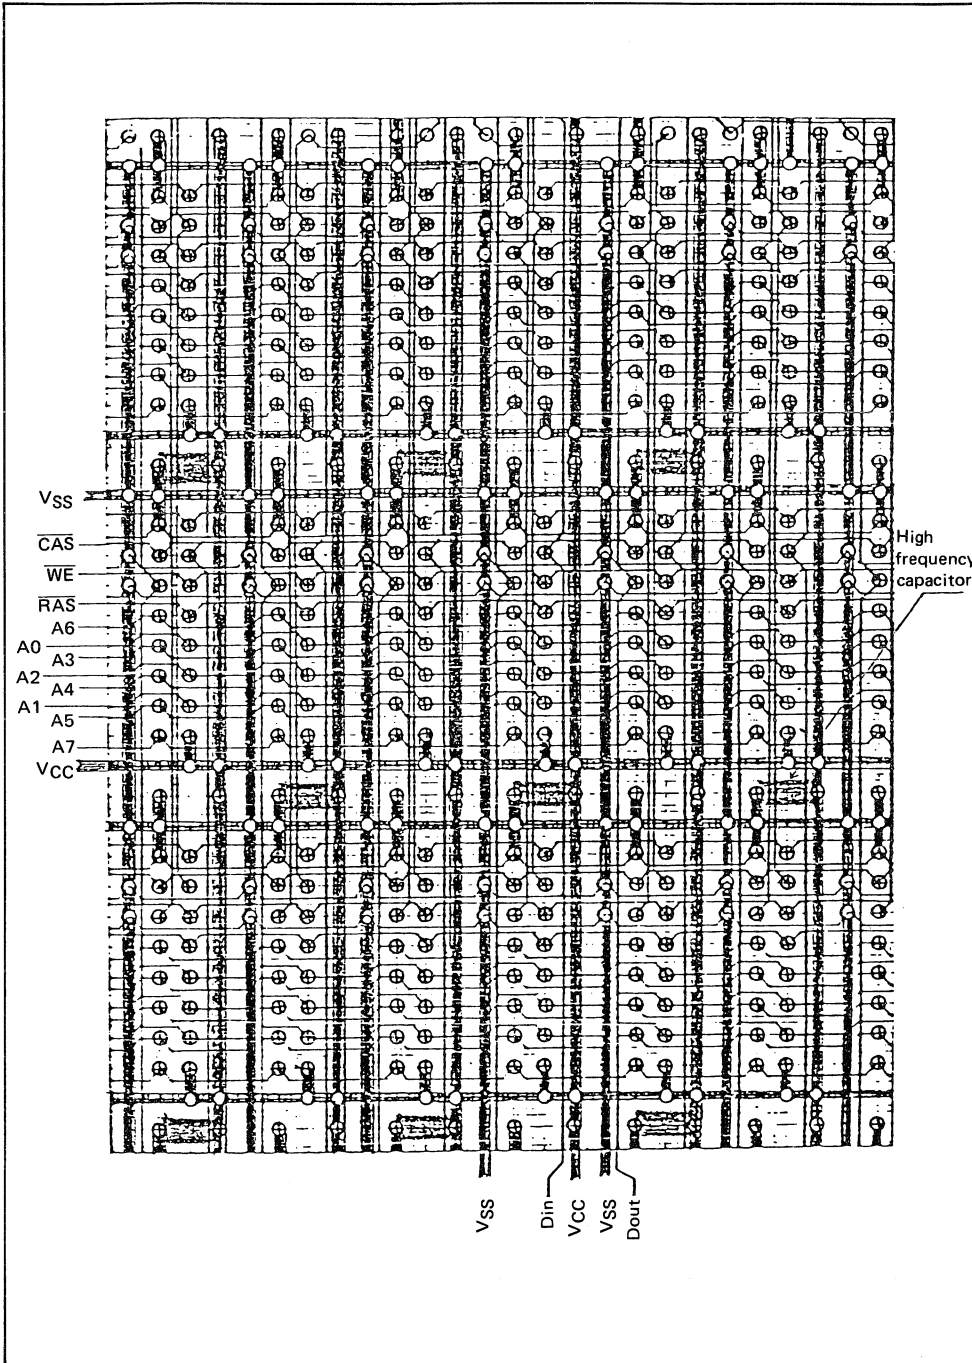 VSS
CAS
WE
RAS
A6
A0
A3
A2
A4
A1
A5
A7
VCC
High
frequency
capacitor
VSS
Din
VCC
VSS
Dout